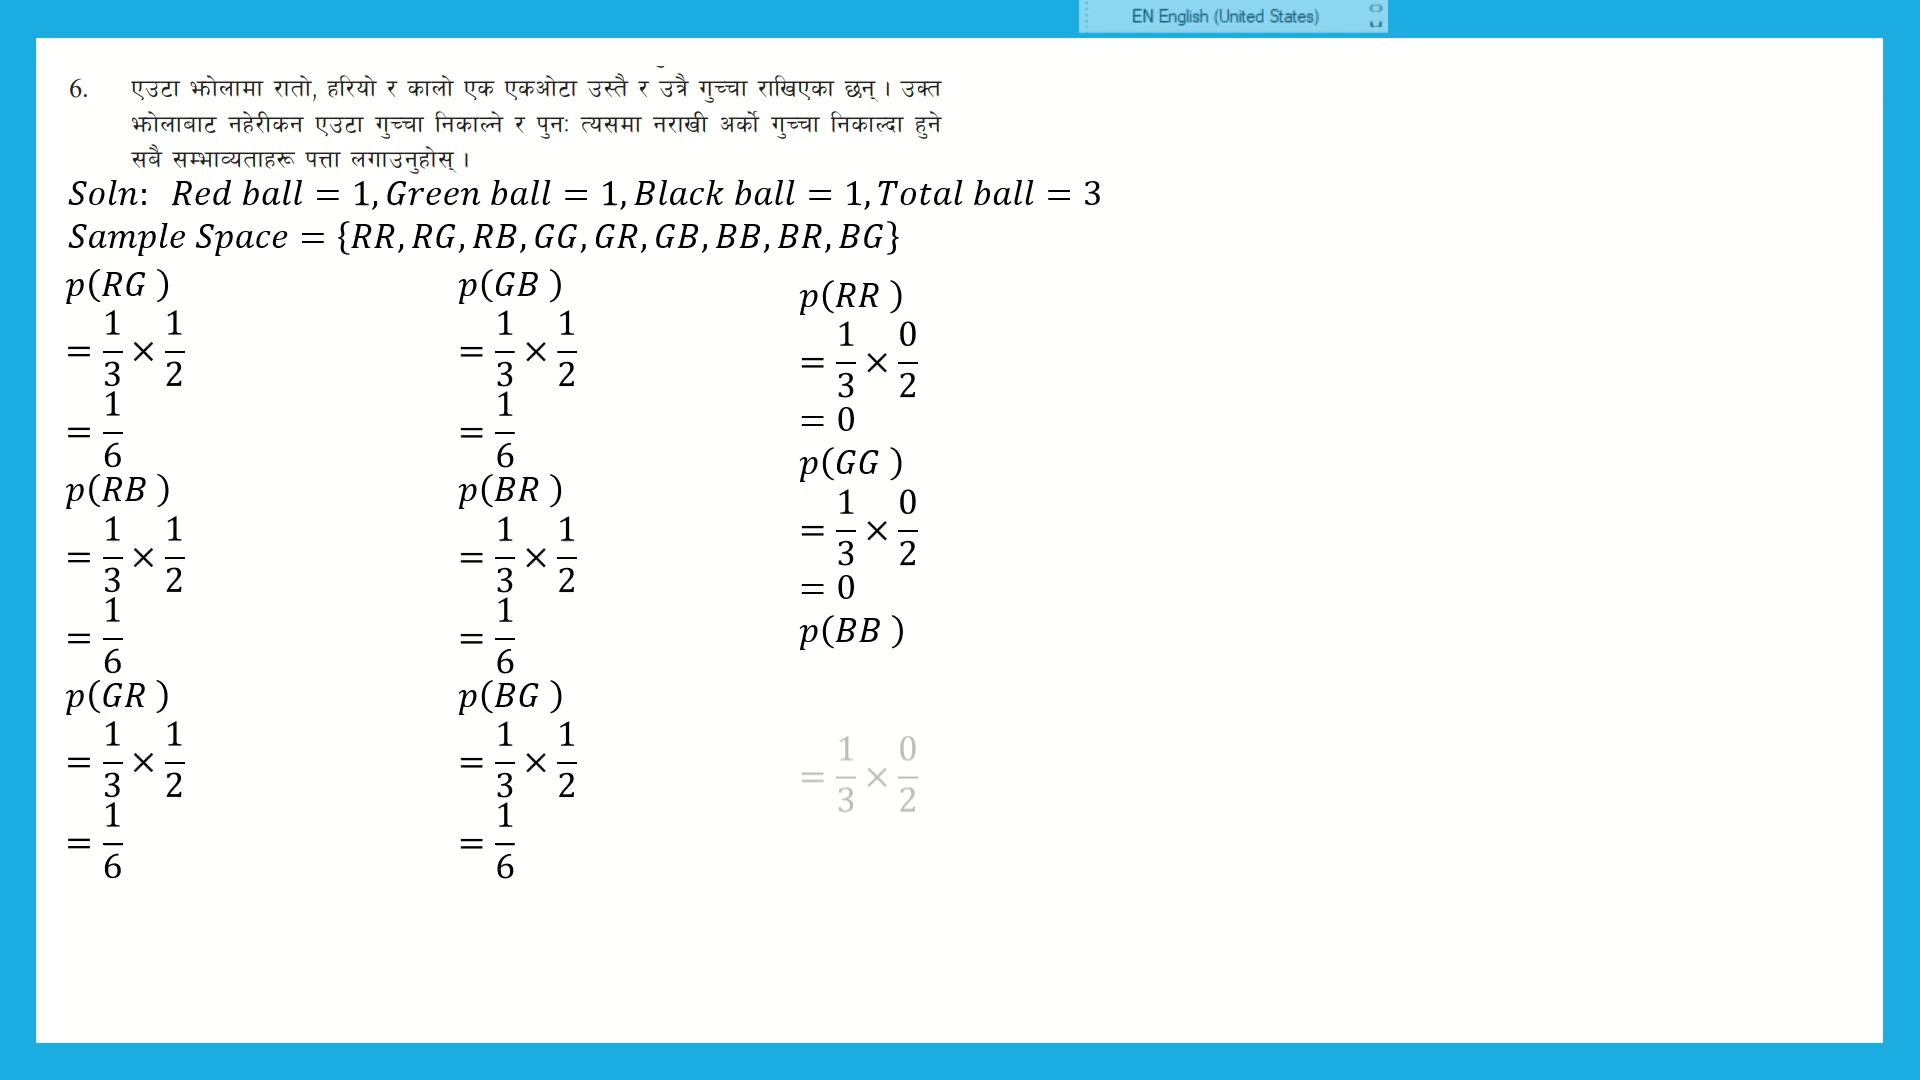 EN English (United States)
6. एउटा झोलामा रातो, हरियो र कालो एक एकओटा उस्तै र उत्रै गुच्चा राखिएका छन् । उक्त
झोलाबाट नहेरीकन एउटा गुच्चा निकाल्ने र पुनः त्यसमा नराखी अर्को गुच्चा निकाल्दा हुने
सबै सम्भाव्यताहरू पत्ता लगाउनुहोस् ।
Soln: Red ball = 1, Green ball = 1, Black ball = 1, Total ball = 3
Sample Space = {RR, RG, RB, GG, GR, GB, BB, BR, BG}
p(RG )
= 1/3 × 1/2
= 1/6
p(RB )
= 1/3 × 1/2
= 1/6
p(GR )
= 1/3 × 1/2
= 1/6
p(GB )
= 1/3 × 1/2
= 1/6
p(BR )
= 1/3 × 1/2
= 1/6
p(BG )
= 1/3 × 1/2
= 1/6
p(RR )
= 1/3 × 0/2
= 0
p(GG )
= 1/3 × 0/2
= 0
p(BB )
= 1/3 × 0/2